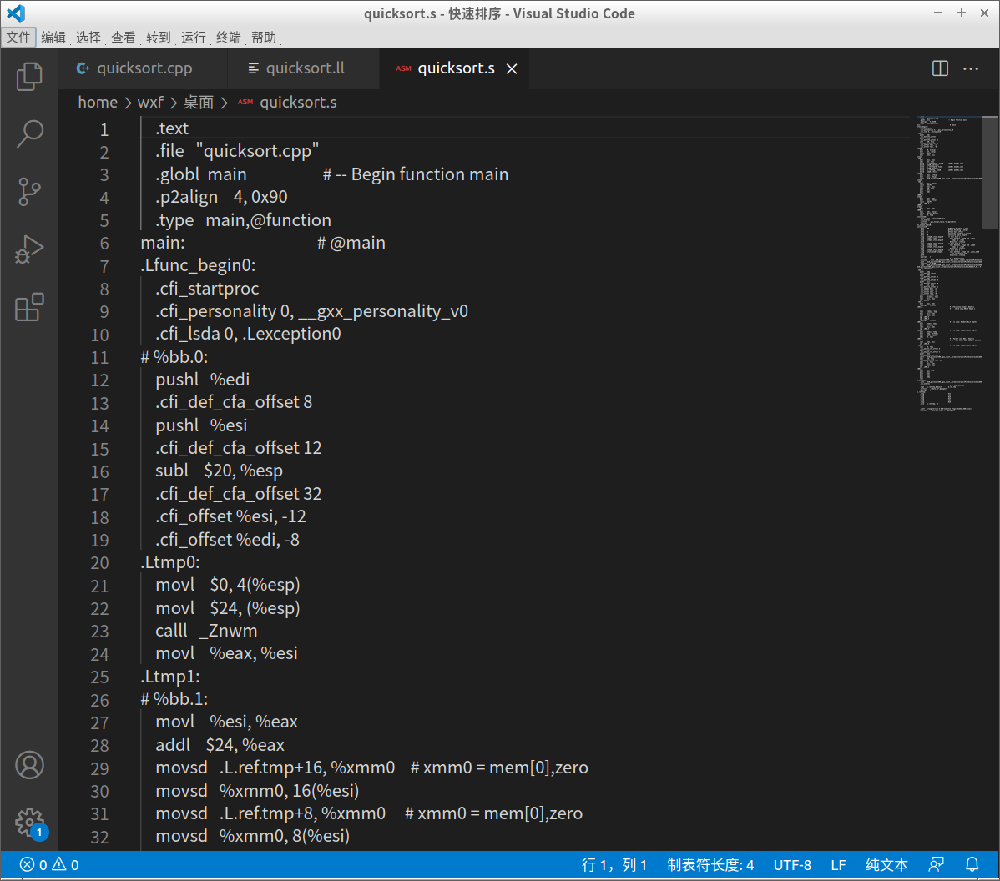 quicksort.s - 快速排序 - Visual Studio Code
文件 编辑 选择 查看 转到 运行 终端 帮助
quicksort.cpp quicksort.ll ASM quicksort.s
home > wxf > 桌面 > ASM quicksort.s
1 .text
2 .file "quicksort.cpp"
3 .globl main # -- Begin function main
4 .p2align 4, 0x90
5 .type main,@function
6 main: # @main
7 .Lfunc_begin0:
8 .cfi_startproc
9 .cfi_personality 0, __gxx_personality_v0
10 .cfi_lsda 0, .Lexception0
11 # %bb.0:
12 pushl %edi
13 .cfi_def_cfa_offset 8
14 pushl %esi
15 .cfi_def_cfa_offset 12
16 subl $20, %esp
17 .cfi_def_cfa_offset 32
18 .cfi_offset %esi, -12
19 .cfi_offset %edi, -8
20 .Ltmp0:
21 movl $0, 4(%esp)
22 movl $24, (%esp)
23 calll _Znwm
24 movl %eax, %esi
25 .Ltmp1:
26 # %bb.1:
27 movl %esi, %eax
28 addl $24, %eax
29 movsd .L.ref.tmp+16, %xmm0 # xmm0 = mem[0],zero
30 movsd %xmm0, 16(%esi)
31 movsd .L.ref.tmp+8, %xmm0 # xmm0 = mem[0],zero
32 movsd %xmm0, 8(%esi)
1
0 0 行 1，列 1 制表符长度: 4 UTF-8 LF 纯文本